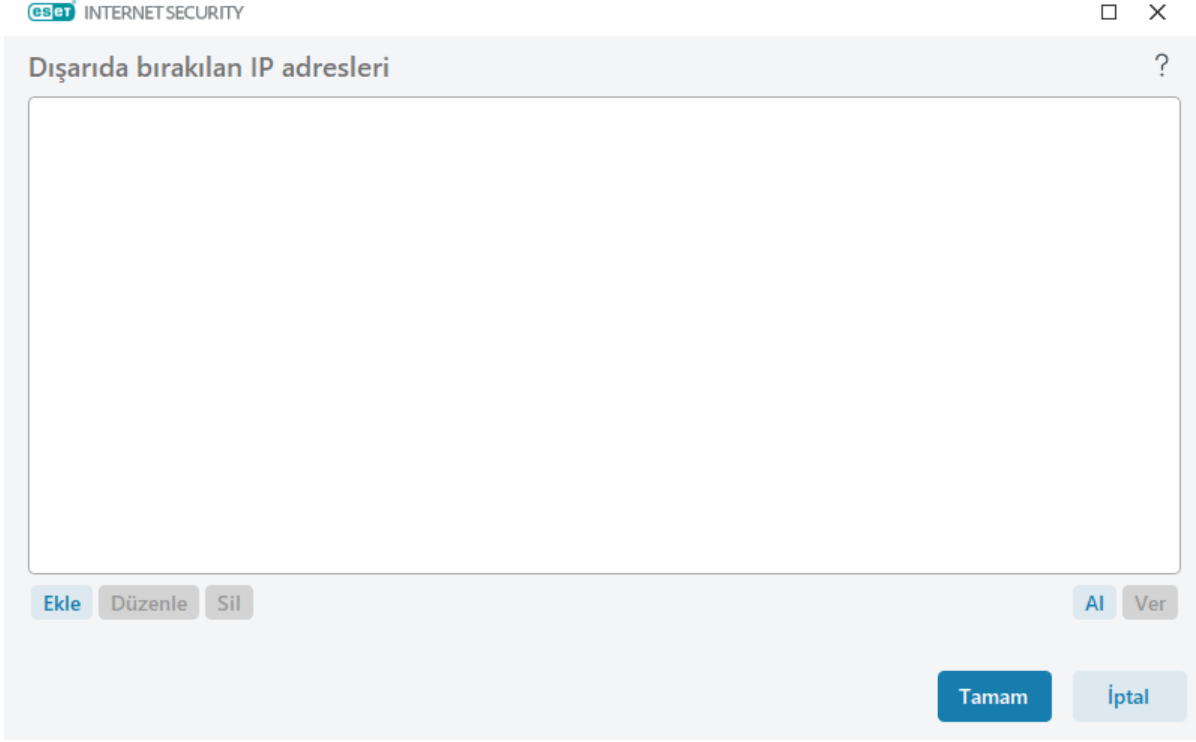 eseT INTERNET SECURITY
Dışarıda bırakılan IP adresleri ?
Ekle Düzenle Sil Al Ver
Tamam İptal